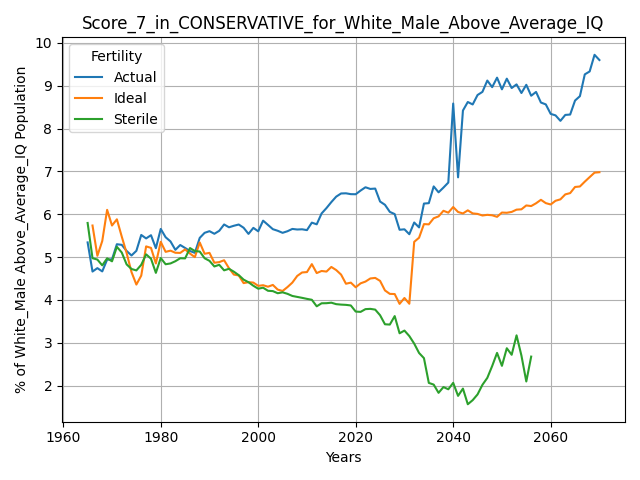 Score_7_in_CONSERVATIVE_for_White_Male_Above_Average_IQ
% of White_Male Above_Average_IQ Population
10
9
8
7
6
5
4
3
2
Fertility
Actual
Ideal
Sterile
1960
1980
2000
2020
2040
2060
Years